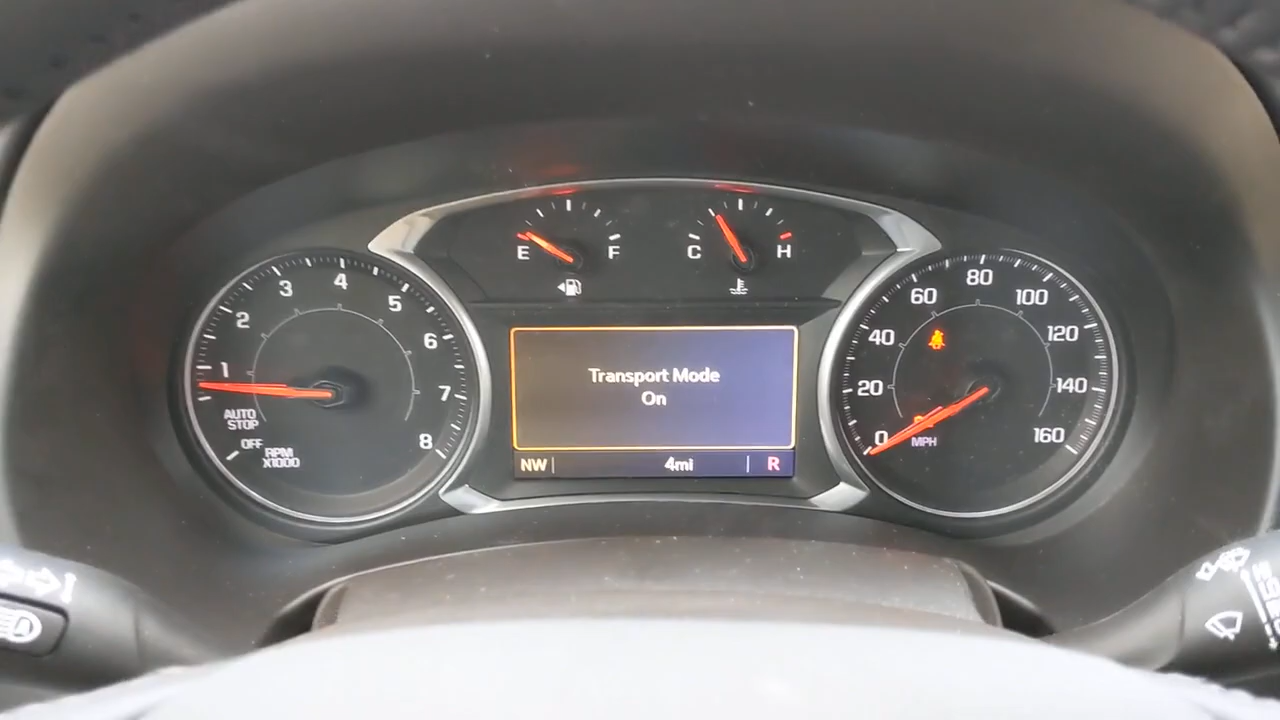 E
F
C
H
1
2
3
4
5
6
7
8
AUTO
STOP
OFF
RPM
X1000
Transport Mode
On
NW
4mi
R
0
20
40
60
80
100
120
140
160
MPH